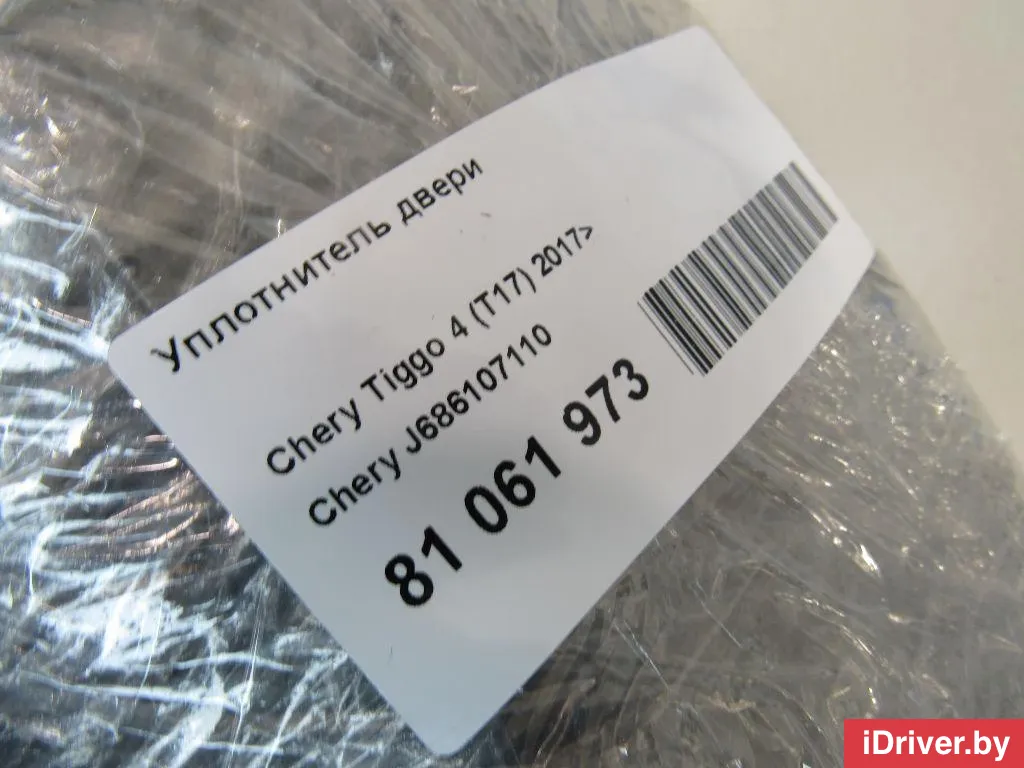 Уплотнитель двери
Chery Tiggo 4 (T17) 2017>
Chery J686107110
81 061 973
iDriver.by